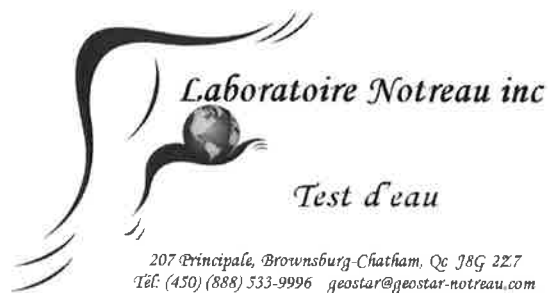 Laboratoire Notreau inc
Test d'eau
207 Principale, Brownsburg-Chatham, Qc J8G 2Z7
Tél: (450) (888) 533-9996 geostar@geostar-notreau.com